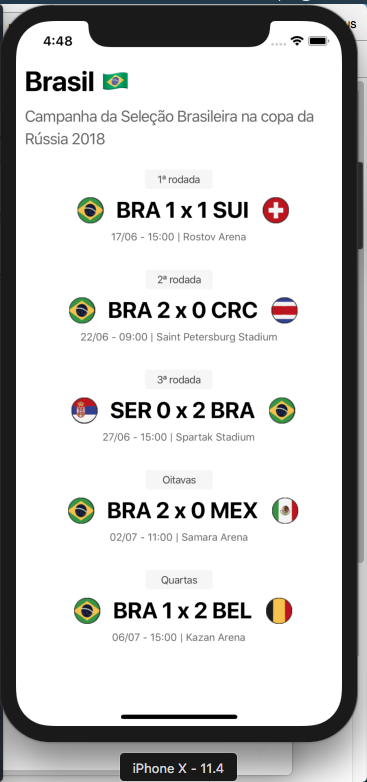 us
4:48
Brasil
Campanha da Seleção Brasileira na copa da
Rússia 2018
1ª rodada
BRA 1 x 1 SUI
17/06 - 15:00 | Rostov Arena
2ª rodada
BRA 2 x 0 CRC
22/06 - 09:00 | Saint Petersburg Stadium
3ª rodada
SER 0 x 2 BRA
27/06 - 15:00 | Spartak Stadium
Oitavas
BRA 2 x 0 MEX
02/07 - 11:00 | Samara Arena
Quartas
BRA 1 x 2 BEL
06/07 - 15:00 | Kazan Arena
iPhone X - 11.4